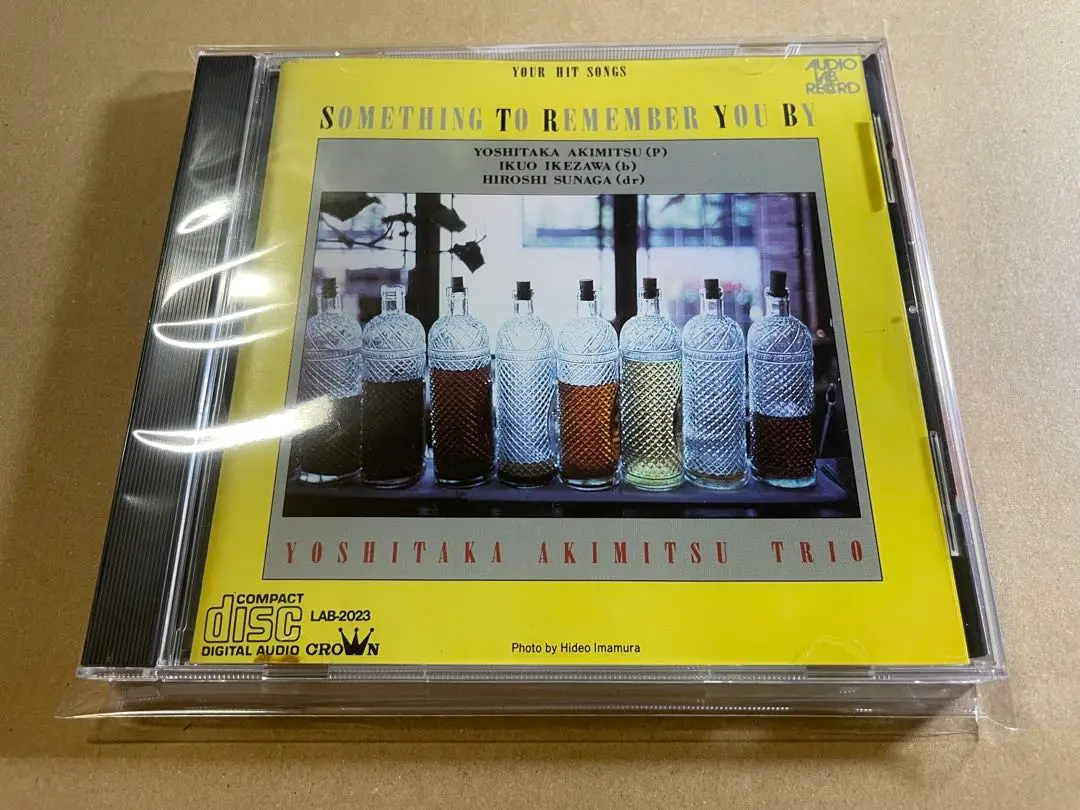 YOUR HIT SONGS
AUDIO
LAB
RECORD
SOMETHING TO REMEMBER YOU BY
YOSHITAKA AKIMITSU (P)
IKUO IKEZAWA (b)
HIROSHI SUNAGA (dr)
YOSHITAKA AKIMITSU TRIO
COMPACT
disc
DIGITAL AUDIO
LAB-2023
CROWN
Photo by Hideo Imamura